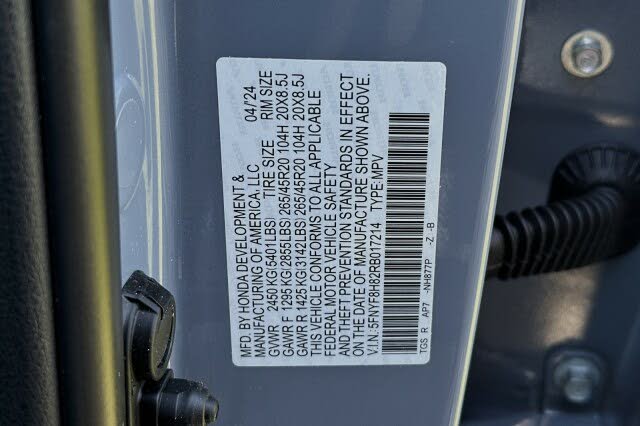 MFD. BY HONDA DEVELOPMENT & 04/24
MANUFACTURING OF AMERICA, LLC
GVWR 2450 KG(5401LBS) TIRE SIZE RIM SIZE
GAWR F 1295 KG(2855LBS)265/45R20 104H 20X8.5J
GAWR R 1425 KG(3142LBS)265/45R20 104H 20X8.5J
THIS VEHICLE CONFORMS TO ALL APPLICABLE
FEDERAL MOTOR VEHICLE SAFETY
AND THEFT PREVENTION STANDARDS IN EFFECT
ON THE DATE OF MANUFACTURE SHOWN ABOVE.
V.I.N.:5FNYF8H82RB017214 TYPE:MPV
TGS R AP7 -NH877P -Z -B